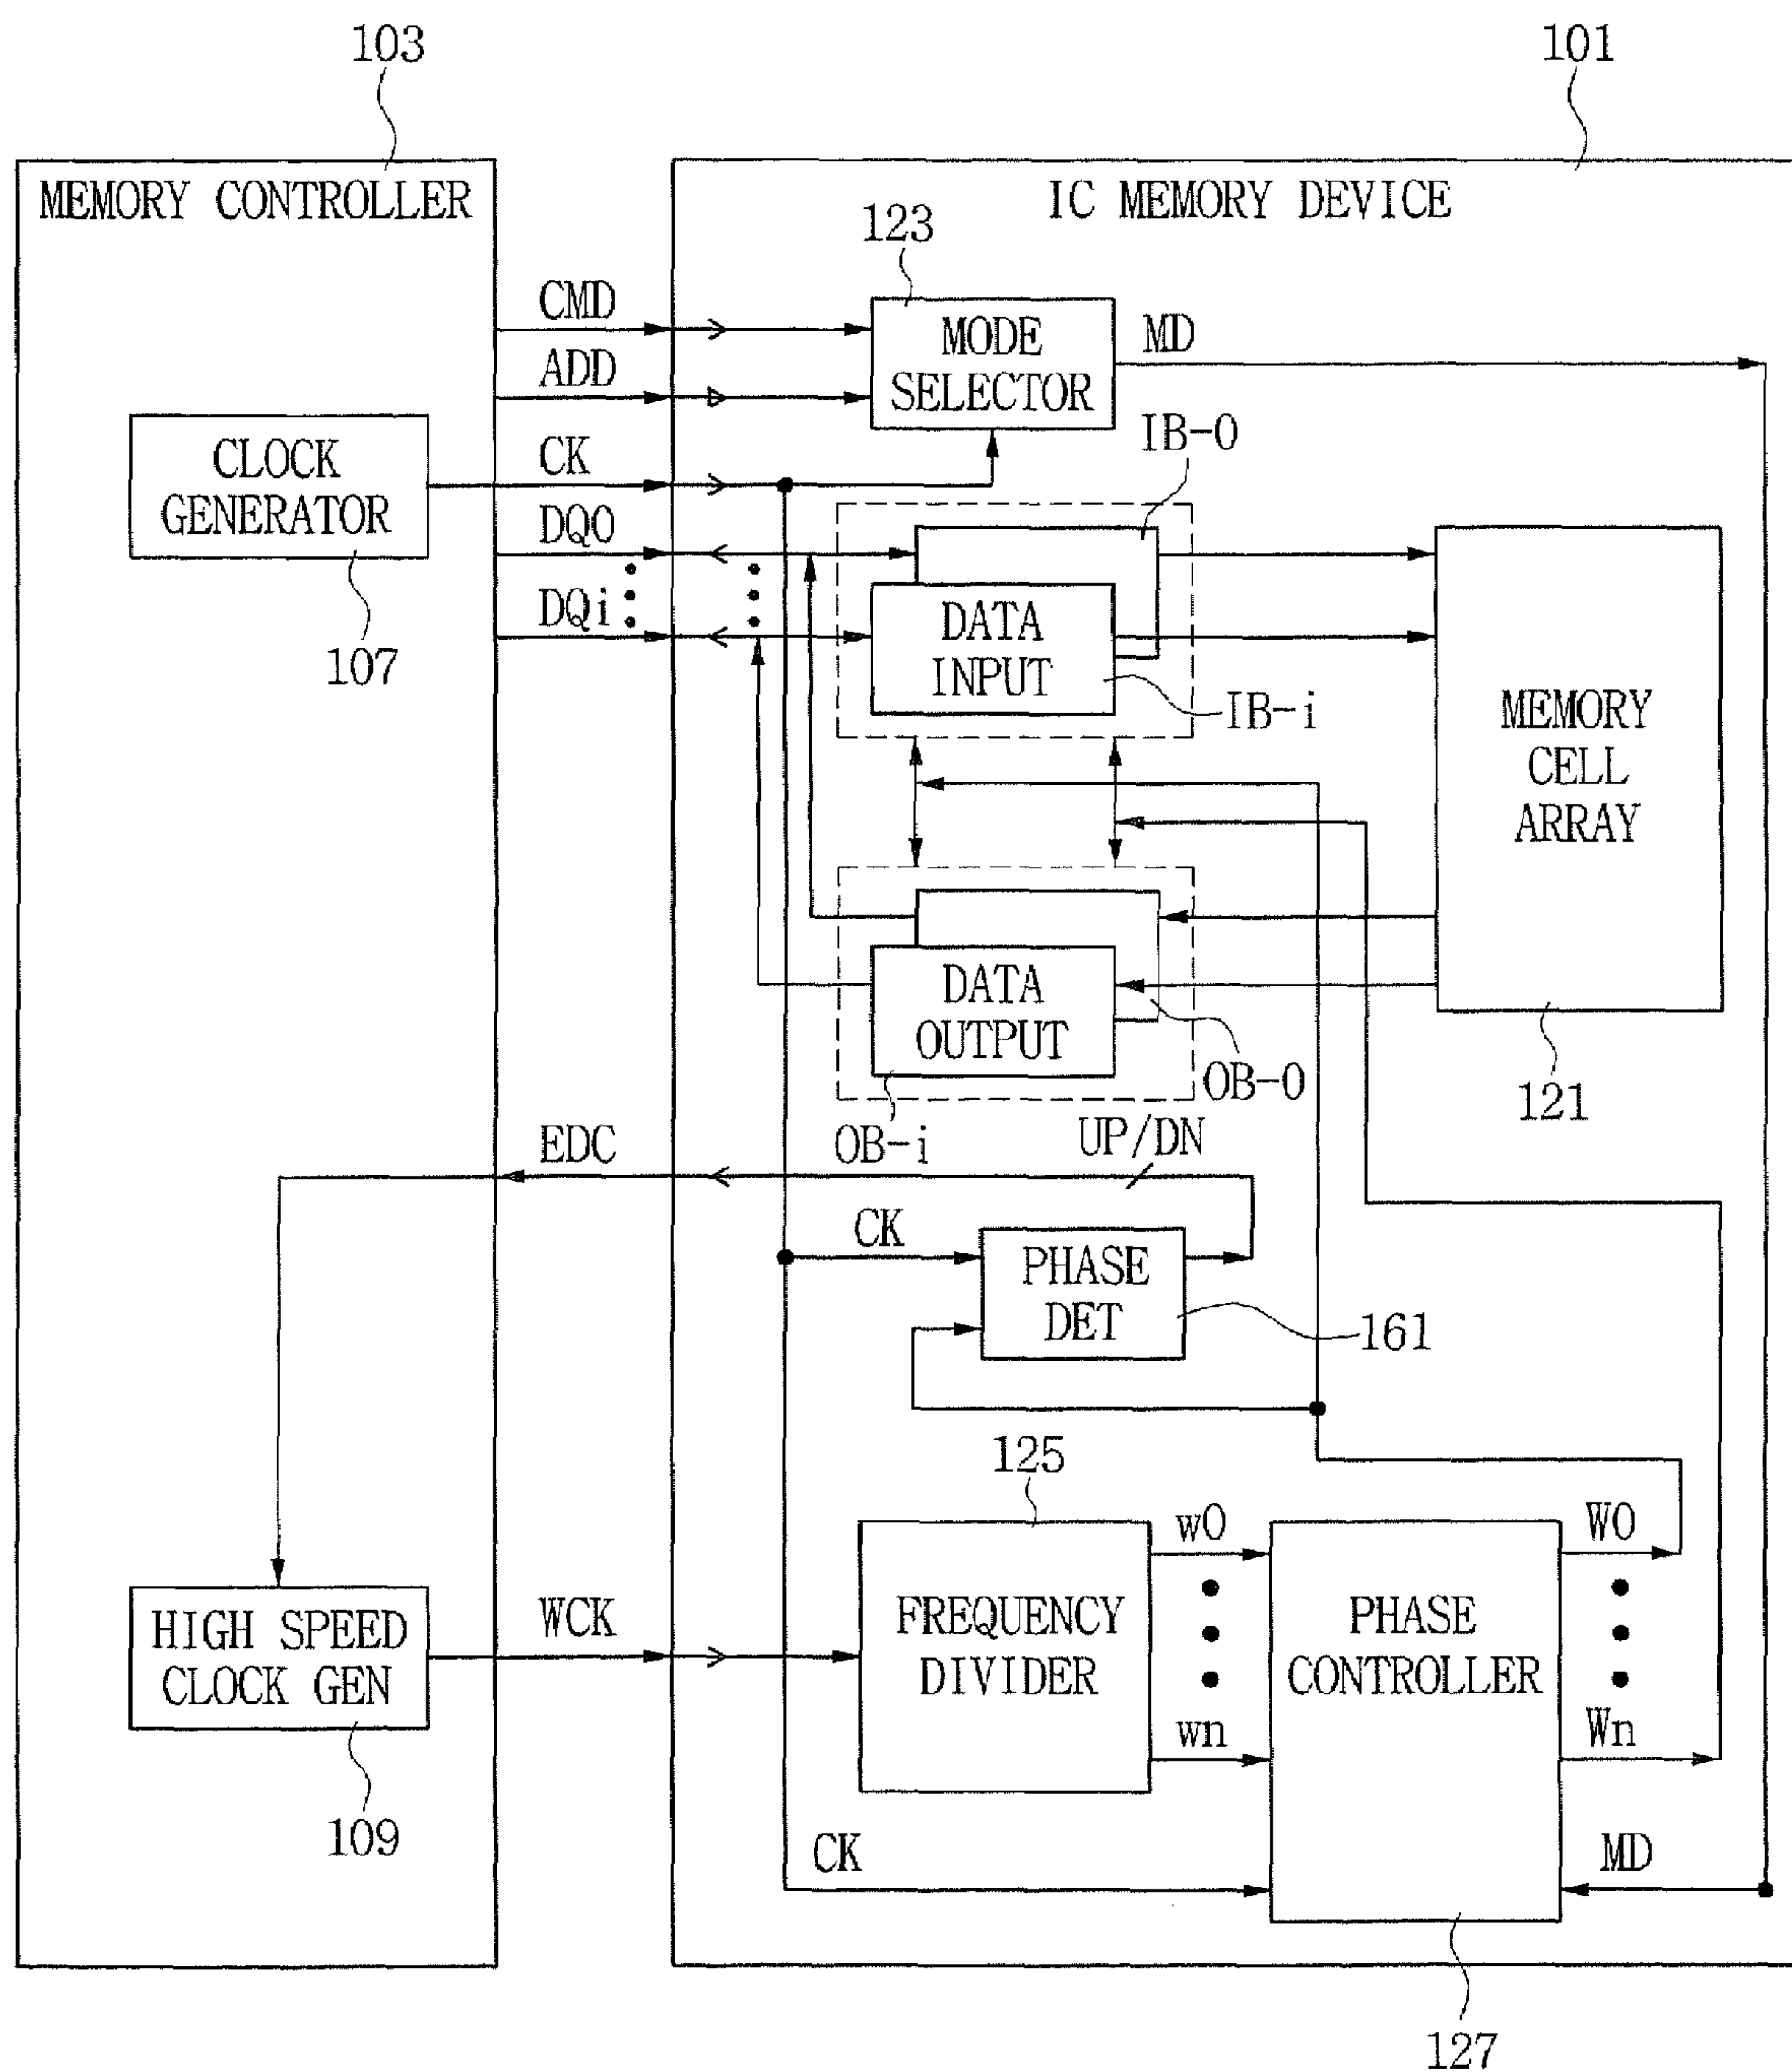 103
101
MEMORY CONTROLLER
IC MEMORY DEVICE
123
CMD
MODE
SELECTOR
MD
ADD
IB-0
CLOCK
GENERATOR
CK
DQ0
DQi
107
DATA
INPUT
IB-i
MEMORY
CELL
ARRAY
DATA
OUTPUT
OB-0
121
OB-i
UP/DN
EDC
CK
PHASE
DET
161
125
w0
W0
HIGH SPEED
CLOCK GEN
WCK
FREQUENCY
DIVIDER
PHASE
CONTROLLER
wn
Wn
109
CK
MD
127